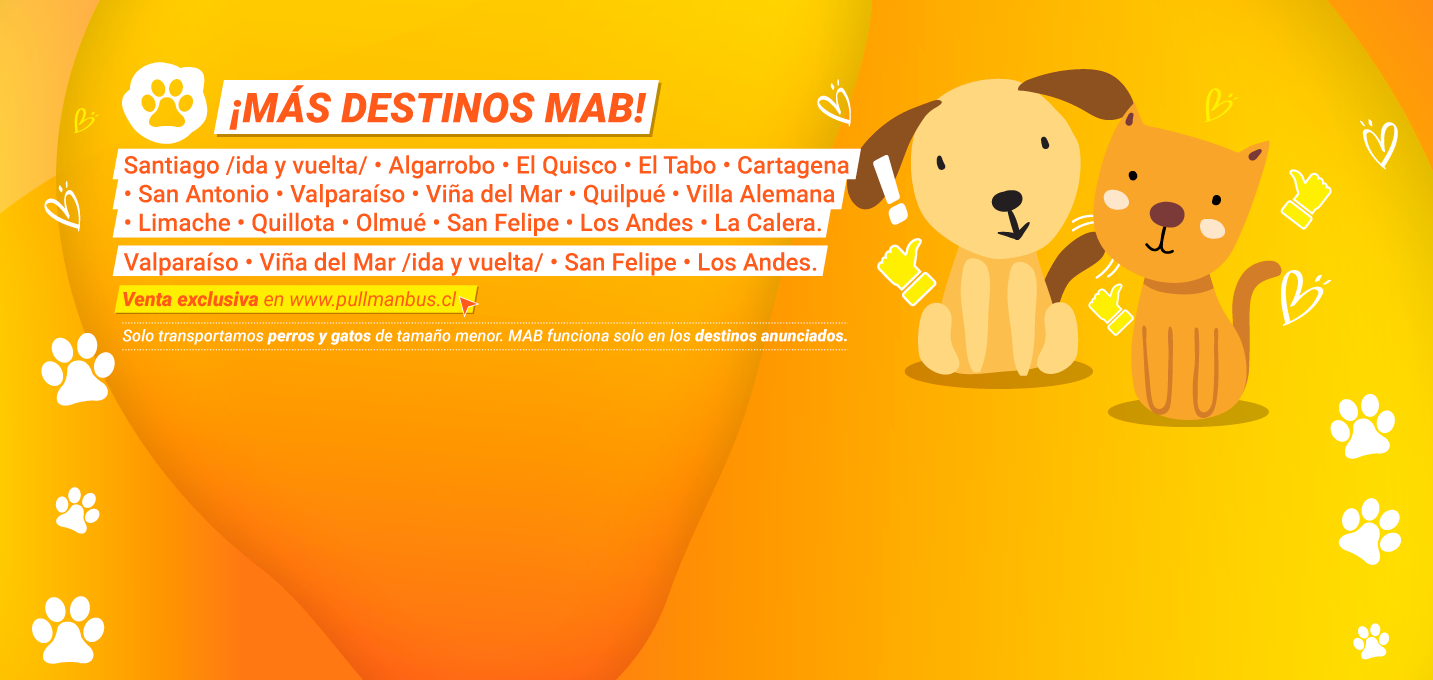 ¡MÁS DESTINOS MAB!
Santiago /ida y vuelta/ • Algarrobo • El Quisco • El Tabo • Cartagena
• San Antonio • Valparaíso • Viña del Mar • Quilpué • Villa Alemana
• Limache • Quillota • Olmué • San Felipe • Los Andes • La Calera.
Valparaíso • Viña del Mar /ida y vuelta/ • San Felipe • Los Andes.
Venta exclusiva en www.pullmanbus.cl
Solo transportamos perros y gatos de tamaño menor. MAB funciona solo en los destinos anunciados.